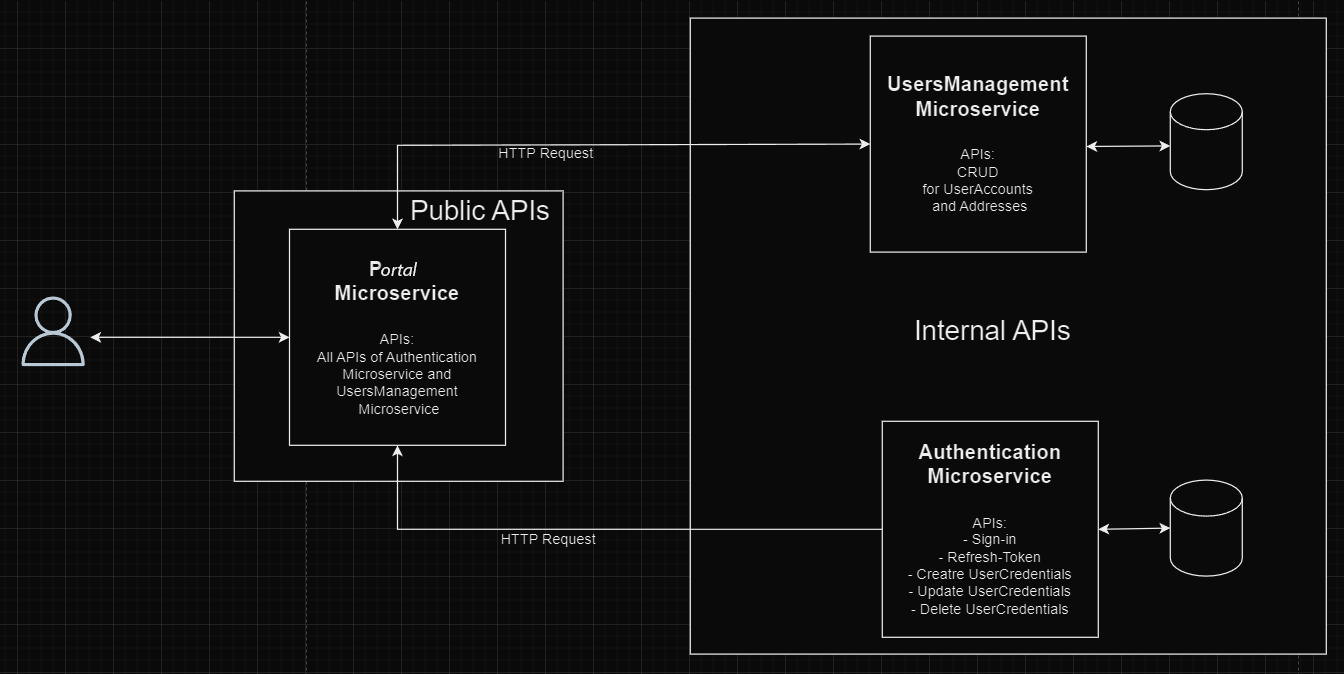 Public APIs
Portal
Microservice
APIs:
All APIs of Authentication
Microservice and
UsersManagement
Microservice
HTTP Request
HTTP Request
UsersManagement
Microservice
APIs:
CRUD
for UserAccounts
and Addresses
Internal APIs
Authentication
Microservice
APIs:
- Sign-in
- Refresh-Token
- Creatre UserCredentials
- Update UserCredentials
- Delete UserCredentials